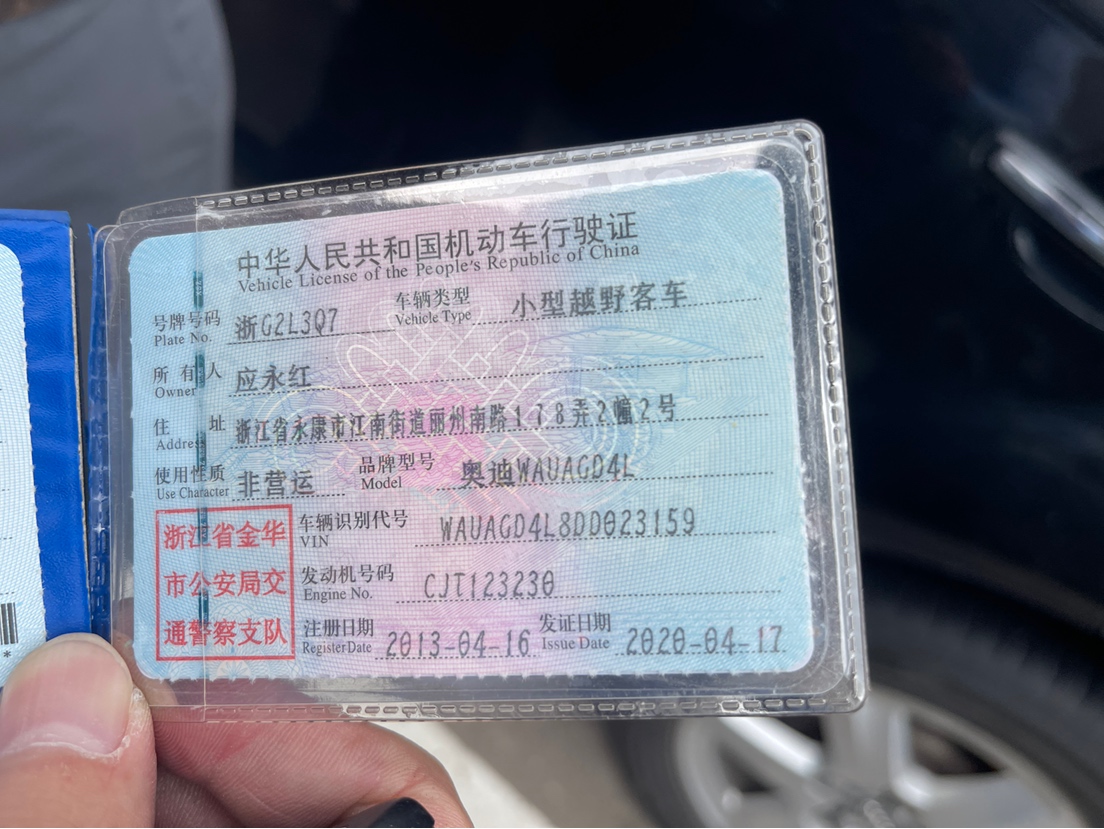 中华人民共和国机动车行驶证
Vehicle License of the People's Republic of China
号牌号码 浙G2L3Q7 车辆类型 小型越野客车
Plate No. Vehicle Type
所有人 应永红
Owner
住址 浙江省永康市江南街道丽州南路178弄2幢2号
Address
使用性质 非营运 品牌型号 奥迪WAUAGD4L
Use Character Model
浙江省金华
市公安局交
通警察支队
车辆识别代号 WAUAGD4L8DD023159
VIN
发动机号码 CJT123230
Engine No.
注册日期 2013-04-16 发证日期 2020-04-17
Register Date Issue Date